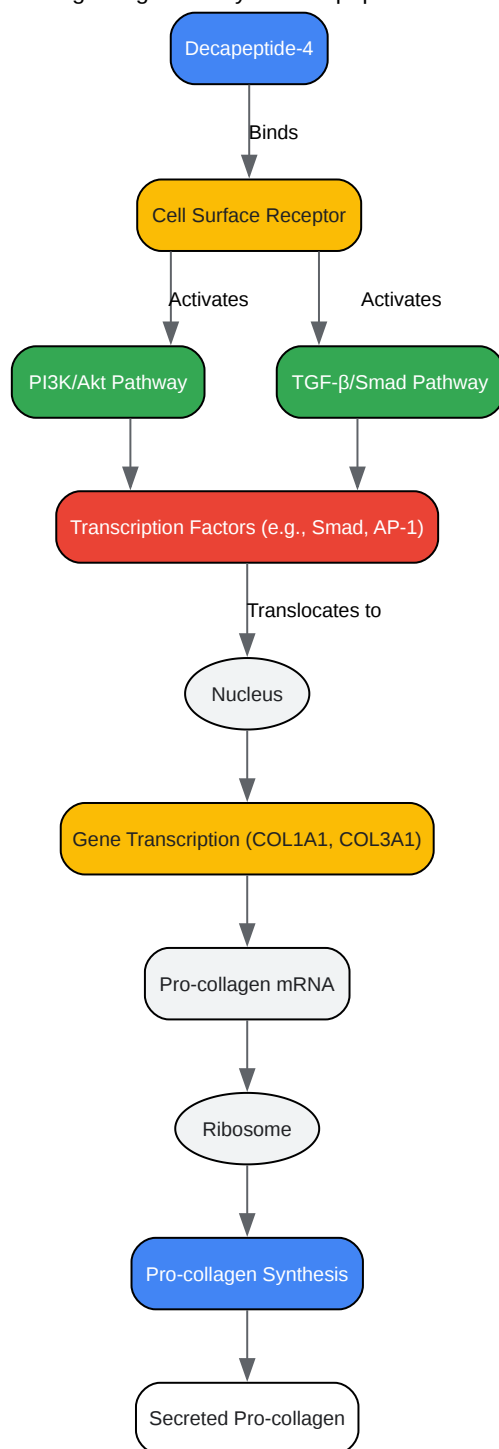 Decapeptide-4
Binds
Cell Surface Receptor
Activates
Activates
PI3K/Akt Pathway
TGF-β/Smad Pathway
Transcription Factors (e.g., Smad, AP-1)
Translocates to
Nucleus
Gene Transcription (COL1A1, COL3A1)
Pro-collagen mRNA
Ribosome
Pro-collagen Synthesis
Secreted Pro-collagen